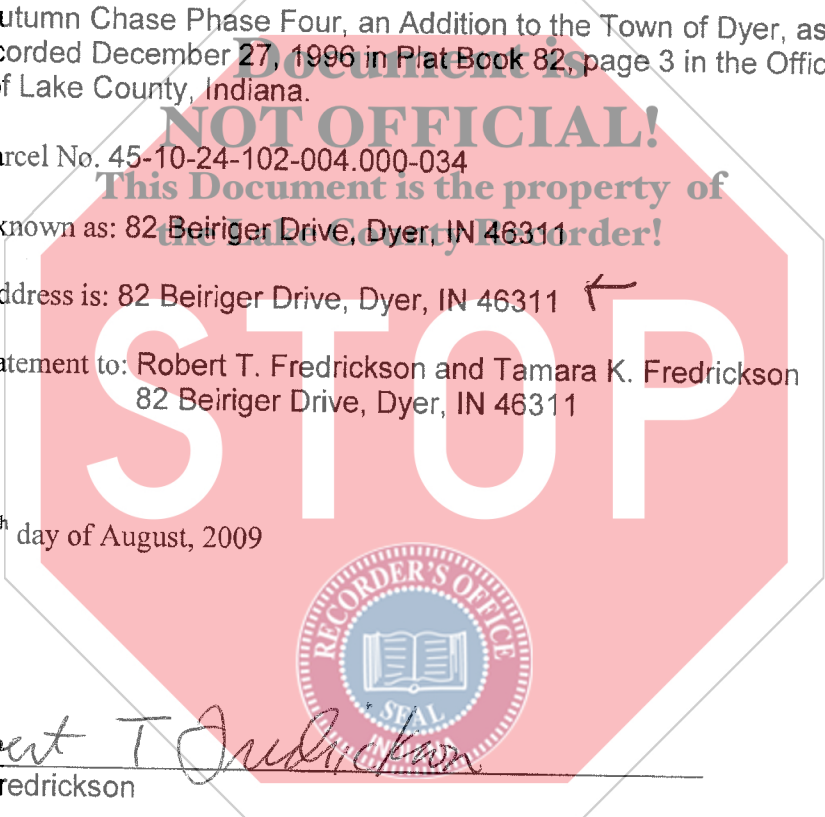 utumn Chase Phase Four, an Addition to the Town of Dyer, as
corded December 27, 1996 in Plat Book 82, page 3 in the Offic
f Lake County, Indiana.
Document is
NOT OFFICIAL!
This Document is the property of
the Lake County Recorder!
arcel No. 45-10-24-102-004.000-034
known as: 82 Beiriger Drive, Dyer, IN 46311
ddress is: 82 Beiriger Drive, Dyer, IN 46311
atement to: Robert T. Fredrickson and Tamara K. Fredrickson
82 Beiriger Drive, Dyer, IN 46311
STOP
h day of August, 2009
RECORDER'S OFFICE
SEAL
INDIANA
bert T Fredrickson
redrickson